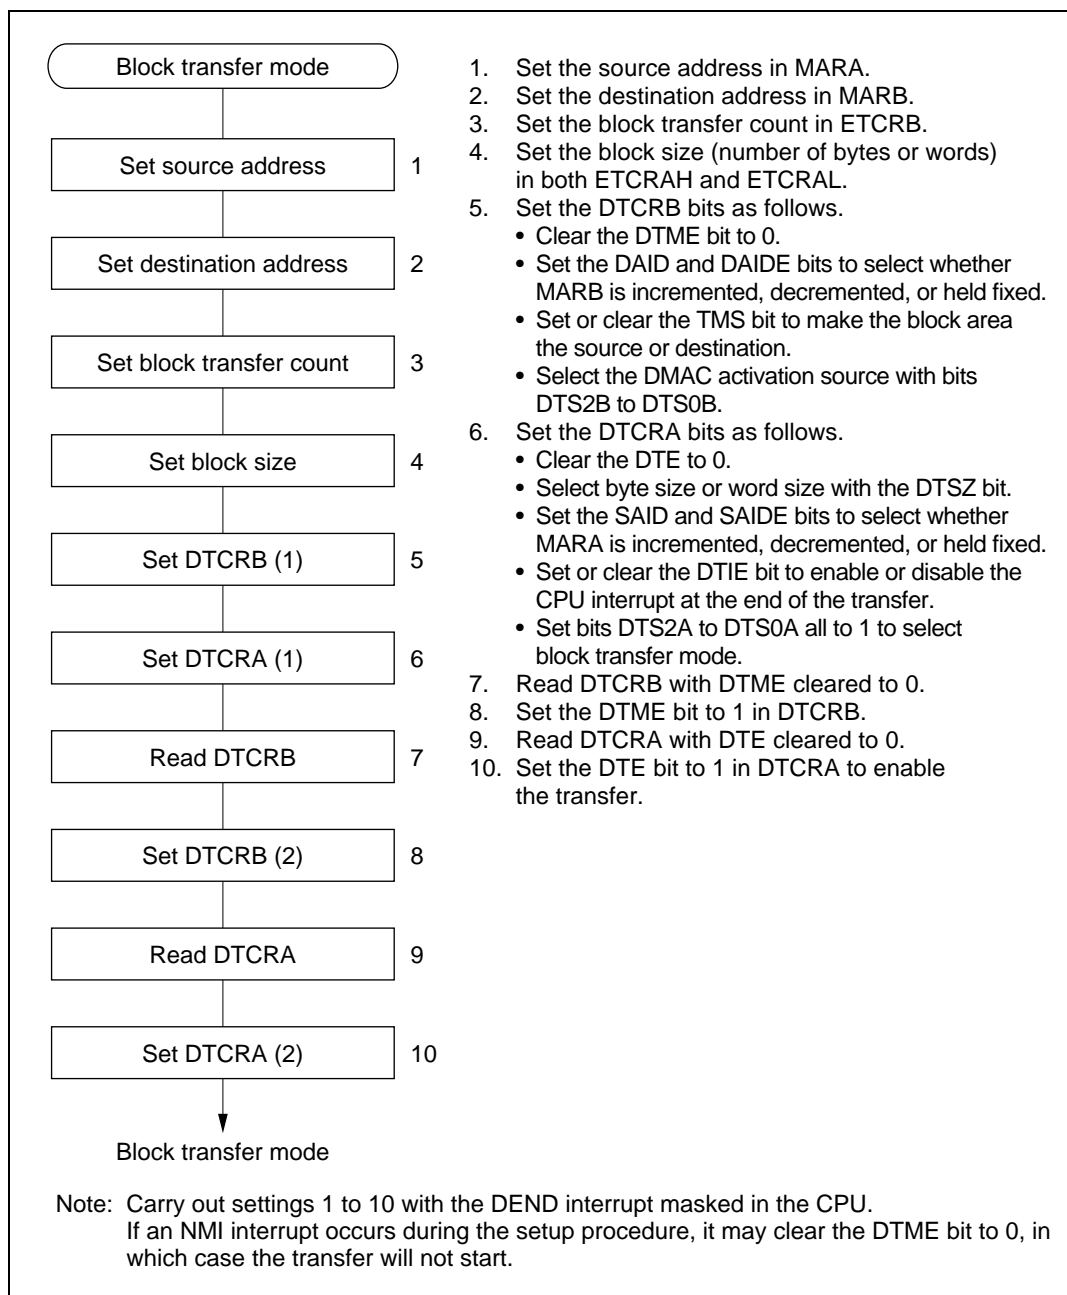 Block transfer mode
Set source address 1
Set destination address 2
Set block transfer count 3
Set block size 4
Set DTCRB (1) 5
Set DTCRA (1) 6
Read DTCRB 7
Set DTCRB (2) 8
Read DTCRA 9
Set DTCRA (2) 10
Block transfer mode
1. Set the source address in MARA.
2. Set the destination address in MARB.
3. Set the block transfer count in ETCRB.
4. Set the block size (number of bytes or words)
in both ETCRAH and ETCRAL.
5. Set the DTCRB bits as follows.
• Clear the DTME bit to 0.
• Set the DAID and DAIDE bits to select whether
MARB is incremented, decremented, or held fixed.
• Set or clear the TMS bit to make the block area
the source or destination.
• Select the DMAC activation source with bits
DTS2B to DTS0B.
6. Set the DTCRA bits as follows.
• Clear the DTE to 0.
• Select byte size or word size with the DTSZ bit.
• Set the SAID and SAIDE bits to select whether
MARA is incremented, decremented, or held fixed.
• Set or clear the DTIE bit to enable or disable the
CPU interrupt at the end of the transfer.
• Set bits DTS2A to DTS0A all to 1 to select
block transfer mode.
7. Read DTCRB with DTME cleared to 0.
8. Set the DTME bit to 1 in DTCRB.
9. Read DTCRA with DTE cleared to 0.
10. Set the DTE bit to 1 in DTCRA to enable
the transfer.
Note: Carry out settings 1 to 10 with the DEND interrupt masked in the CPU.
If an NMI interrupt occurs during the setup procedure, it may clear the DTME bit to 0, in
which case the transfer will not start.